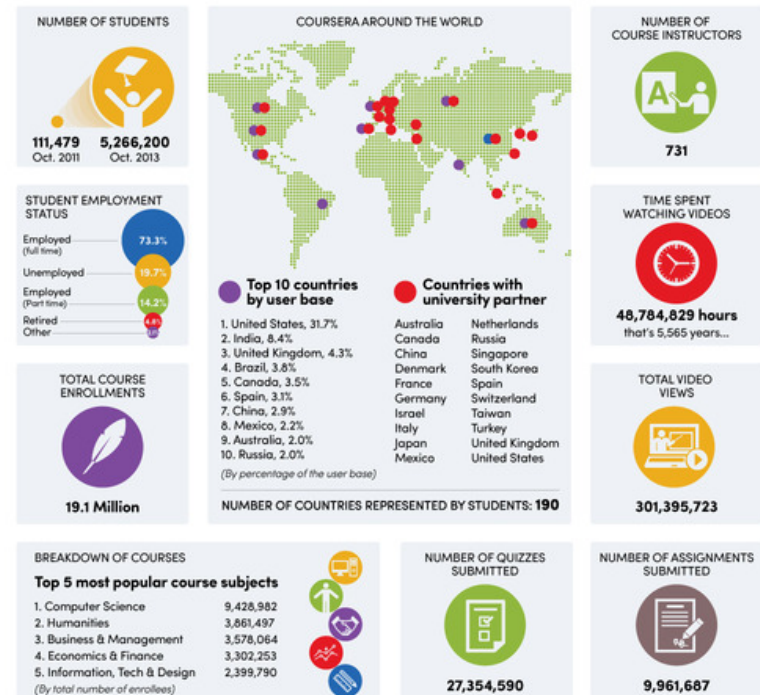 NUMBER OF STUDENTS
111,479
Oct. 2011
5,266,200
Oct. 2013
STUDENT EMPLOYMENT
STATUS
Employed
(full time)
73.3%
Unemployed
19.7%
Employed
(Part time)
14.2%
Retired
4.8%
Other
TOTAL COURSE
ENROLLMENTS
19.1 Million
COURSERA AROUND THE WORLD
Top 10 countries
by user base
1. United States, 31.7%
2. India, 8.4%
3. United Kingdom, 4.3%
4. Brazil, 3.8%
5. Canada, 3.5%
6. Spain, 3.1%
7. China, 2.9%
8. Mexico, 2.2%
9. Australia, 2.0%
10. Russia, 2.0%
(By percentage of the user base)
Countries with
university partner
Australia
Canada
China
Denmark
France
Germany
Israel
Italy
Japan
Mexico
Netherlands
Russia
Singapore
South Korea
Spain
Switzerland
Taiwan
Turkey
United Kingdom
United States
NUMBER OF COUNTRIES REPRESENTED BY STUDENTS: 190
NUMBER OF
COURSE INSTRUCTORS
A
731
TIME SPENT
WATCHING VIDEOS
48,784,829 hours
that's 5,565 years...
TOTAL VIDEO
VIEWS
301,395,723
BREAKDOWN OF COURSES
Top 5 most popular course subjects
1. Computer Science 9,428,982
2. Humanities 3,861,497
3. Business & Management 3,578,064
4. Economics & Finance 3,302,253
5. Information, Tech & Design 2,399,790
(By total number of enrollees)
NUMBER OF QUIZZES
SUBMITTED
27,354,590
NUMBER OF ASSIGNMENTS
SUBMITTED
9,961,687